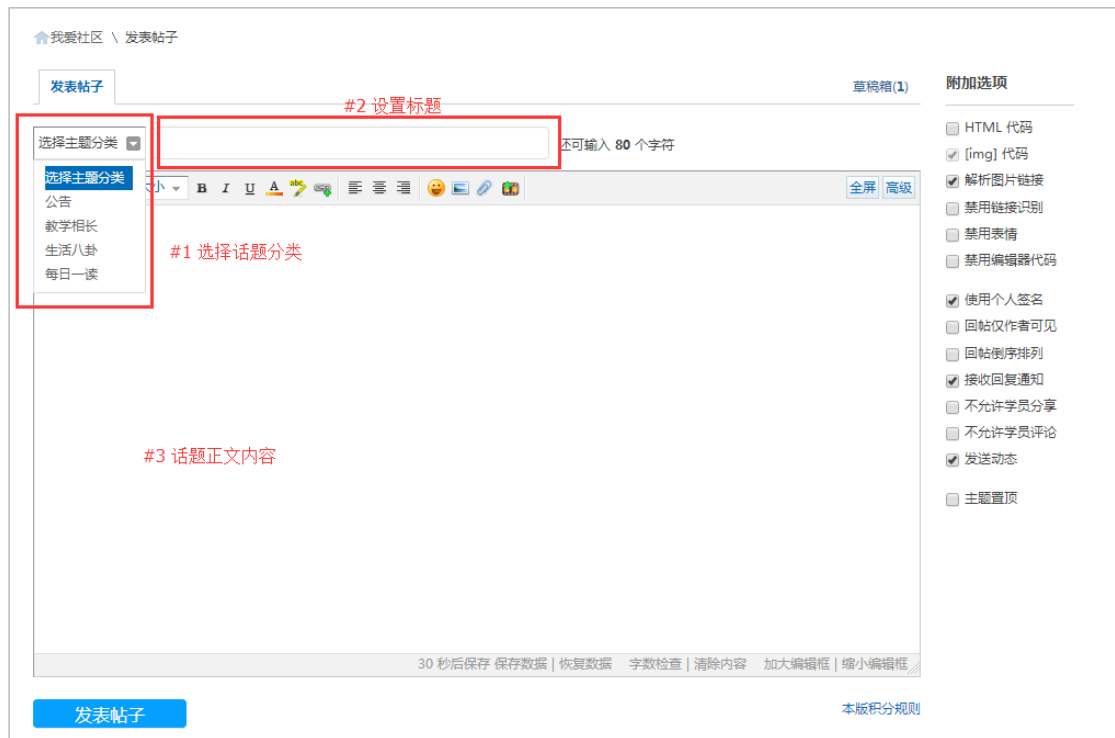 我爱社区 \ 发表帖子
发表帖子
草稿箱(1)
#2 设置标题
选择主题分类
还可输入 80 个字符
选择主题分类
公告
教学相长
生活八卦
每日一读
小
B I U A abc
全屏 高级
#1 选择话题分类
#3 话题正文内容
30 秒后保存 保存数据 | 恢复数据 字数检查 | 清除内容 加大编辑框 | 缩小编辑框
发表帖子
本版积分规则
附加选项
HTML 代码
[img] 代码
解析图片链接
禁用链接识别
禁用表情
禁用编辑器代码
使用个人签名
回帖仅作者可见
回帖倒序排列
接收回复通知
不允许学员分享
不允许学员评论
发送动态
主题置顶